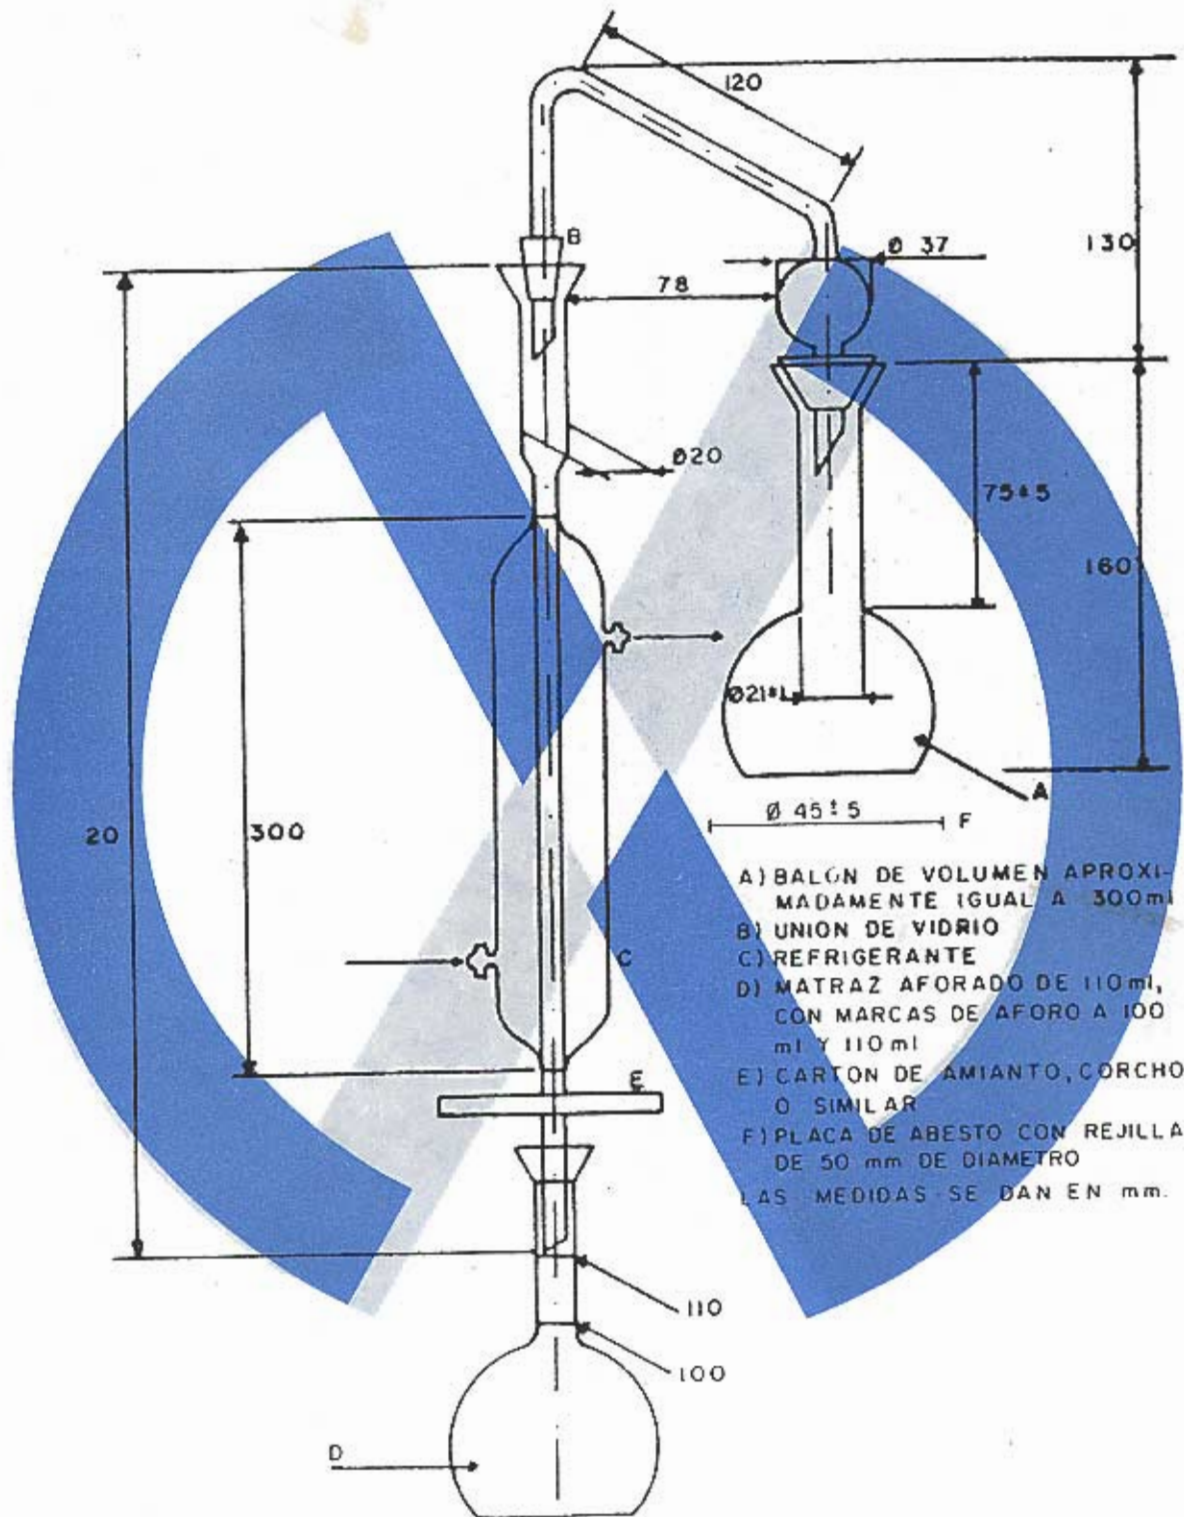 120
B
Ø 37
130
78
Ø20
75±5
160
Ø21±1
A
20
300
Ø 45±5 F
C
A) BALON DE VOLUMEN APROXI-
MADAMENTE IGUAL A 300ml
B) UNION DE VIDRIO
C) REFRIGERANTE
D) MATRAZ AFORADO DE 110ml,
CON MARCAS DE AFORO A 100
ml Y 110ml
E
E) CARTON DE AMIANTO, CORCHO
O SIMILAR
F) PLACA DE ABESTO CON REJILLA
DE 50 mm DE DIAMETRO
LAS MEDIDAS SE DAN EN mm.
110
100
D